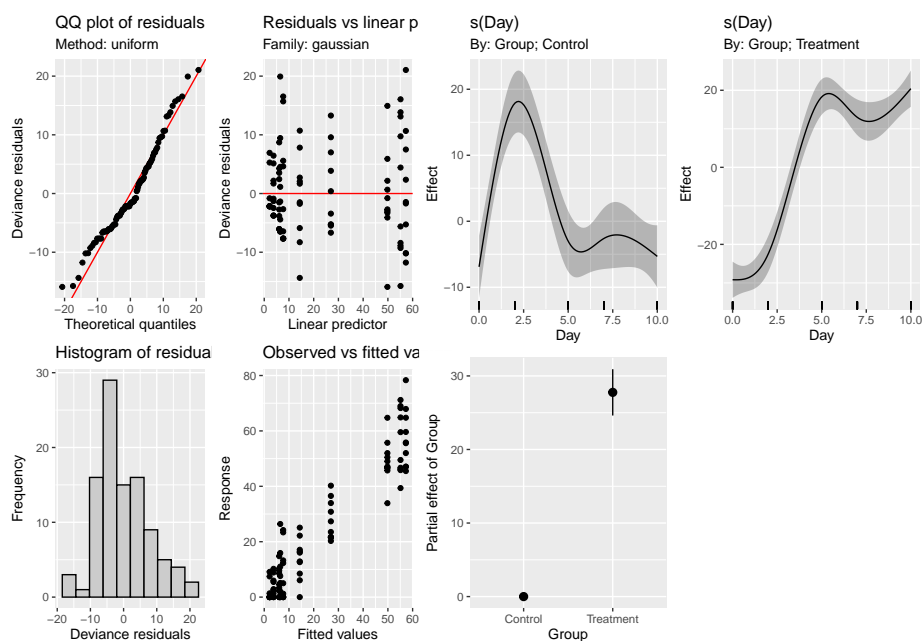 QQ plot of residuals
Method: uniform
20
10
0
−10
−20
−10
0
10
20
Theoretical quantiles
Deviance residuals
Residuals vs linear p
Family: gaussian
20
10
0
−10
0
10
20
30
40
50
60
Linear predictor
Deviance residuals
s(Day)
By: Group; Control
20
10
0
−10
0.0
2.5
5.0
7.5
10.0
Day
Effect
s(Day)
By: Group; Treatment
20
0
−20
0.0
2.5
5.0
7.5
10.0
Day
Effect
Histogram of residual
30
20
10
0
−20
−10
0
10
20
Deviance residuals
Frequency
Observed vs fitted va
80
60
40
20
0
0
10
20
30
40
50
60
Fitted values
Response
30
20
10
0
Control
Treatment
Group
Partial effect of Group